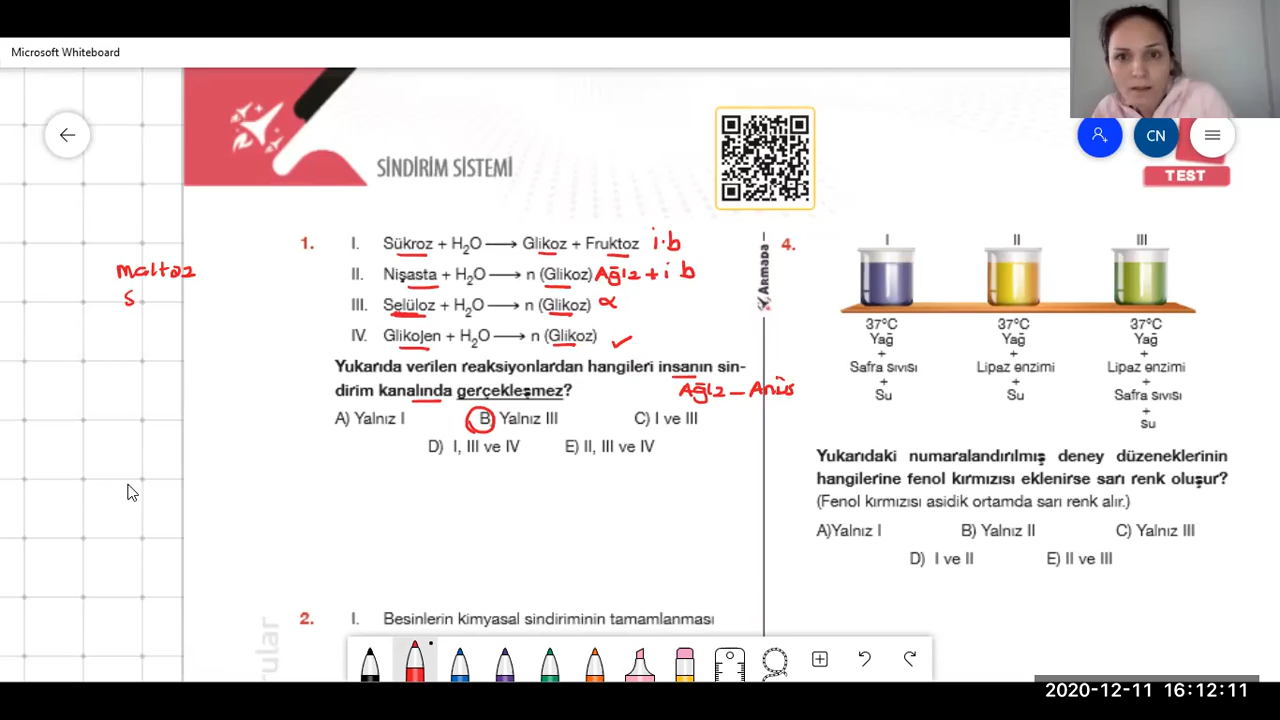 Microsoft Whiteboard
CN
SİNDİRİM SİSTEMİ
TEST
1.
I. Sükroz + H2O → Glikoz + Fruktoz i.b
II. Nişasta + H2O → n (Glikoz) Ağız + i b
III. Selüloz + H2O → n (Glikoz) α
IV. Glikojen + H2O → n (Glikoz) ✓
Yukarıda verilen reaksiyonlardan hangileri insanın sin-
dirim kanalında gerçekleşmez?
Ağız – Anüs
A) Yalnız I B) Yalnız III C) I ve III
D) I, III ve IV E) II, III ve IV
maltaz
S
2. I. Besinlerin kimyasal sindiriminin tamamlanması
ARMADA
4.
I II III
37°C 37°C 37°C
Yağ Yağ Yağ
+ + +
Safra sıvısı Lipaz enzimi Lipaz enzimi
+ + +
Su Su Safra sıvısı
+
Su
Yukarıdaki numaralandırılmış deney düzeneklerinin
hangilerine fenol kırmızısı eklenirse sarı renk oluşur?
(Fenol kırmızısı asidik ortamda sarı renk alır.)
A)Yalnız I B) Yalnız II C) Yalnız III
D) I ve II E) II ve III
rular
2020-12-11 16:12:11